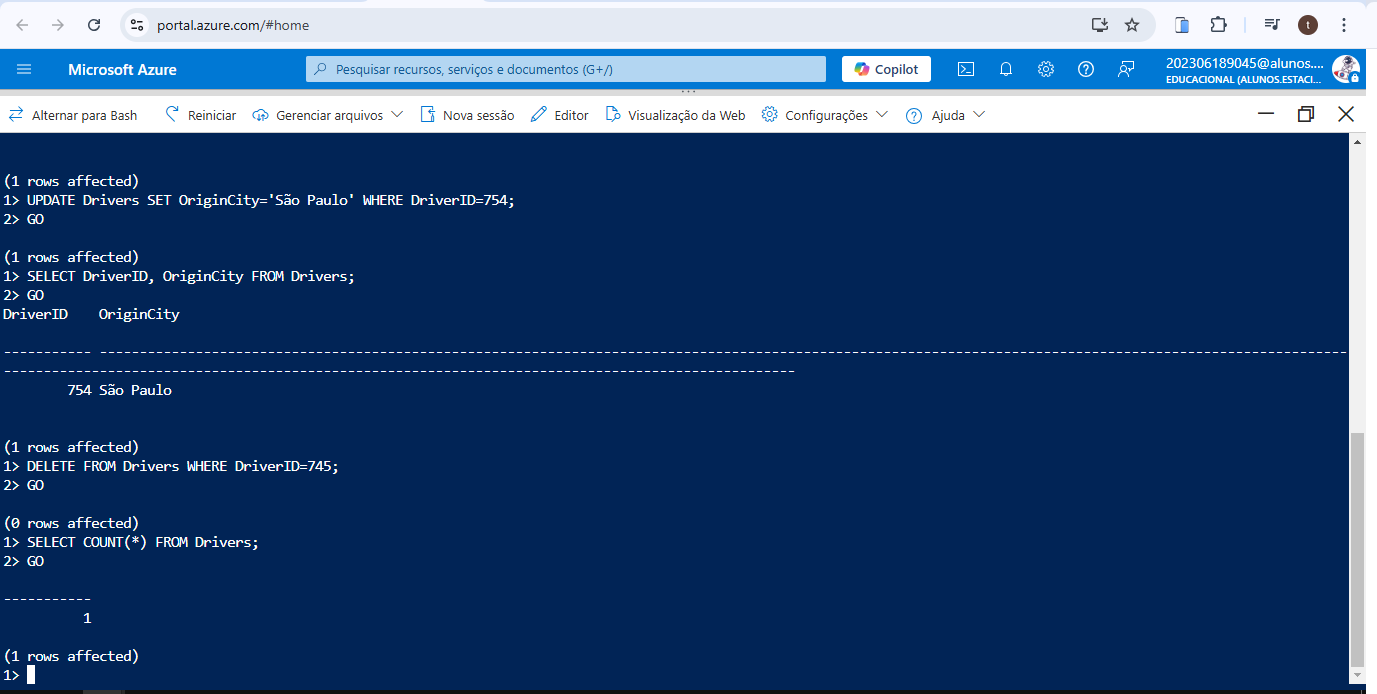 portal.azure.com/#home
t
Microsoft Azure
Pesquisar recursos, serviços e documentos (G+/)
Copilot
202306189045@alunos....
EDUCACIONAL (ALUNOS.ESTACI...
Alternar para Bash
Reiniciar
Gerenciar arquivos
Nova sessão
Editor
Visualização da Web
Configurações
Ajuda
(1 rows affected)
1> UPDATE Drivers SET OriginCity='São Paulo' WHERE DriverID=754;
2> GO
(1 rows affected)
1> SELECT DriverID, OriginCity FROM Drivers;
2> GO
DriverID    OriginCity
----------- ------------------------------------------------------------------------------------------------------------------------------------------------------------
---------------------------------------------------------------------------------------------------
        754 São Paulo
(1 rows affected)
1> DELETE FROM Drivers WHERE DriverID=745;
2> GO
(0 rows affected)
1> SELECT COUNT(*) FROM Drivers;
2> GO
-----------
          1
(1 rows affected)
1>